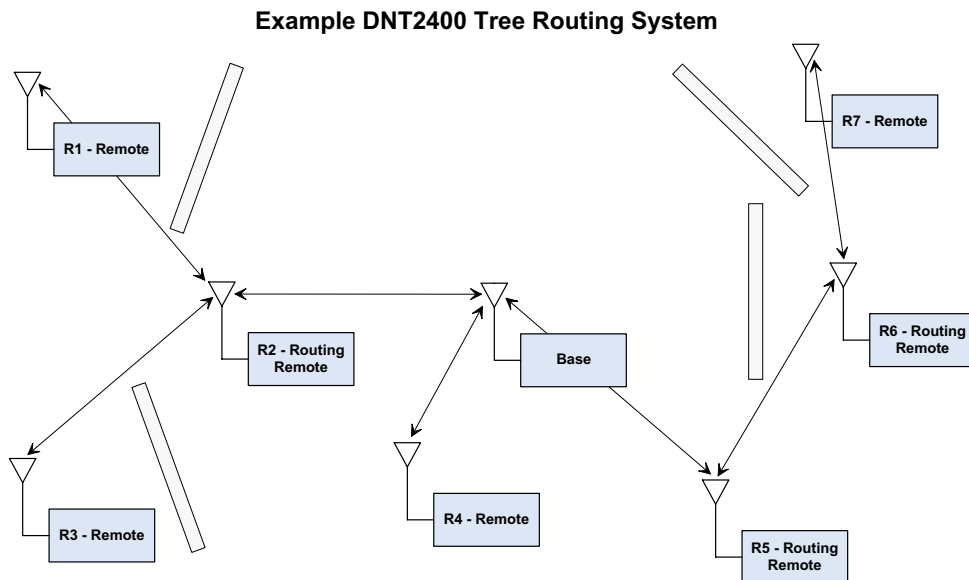 Example DNT2400 Tree Routing System
R1 - Remote
R7 - Remote
R2 - Routing
Remote
Base
R6 - Routing
Remote
R3 - Remote
R4 - Remote
R5 - Routing
Remote